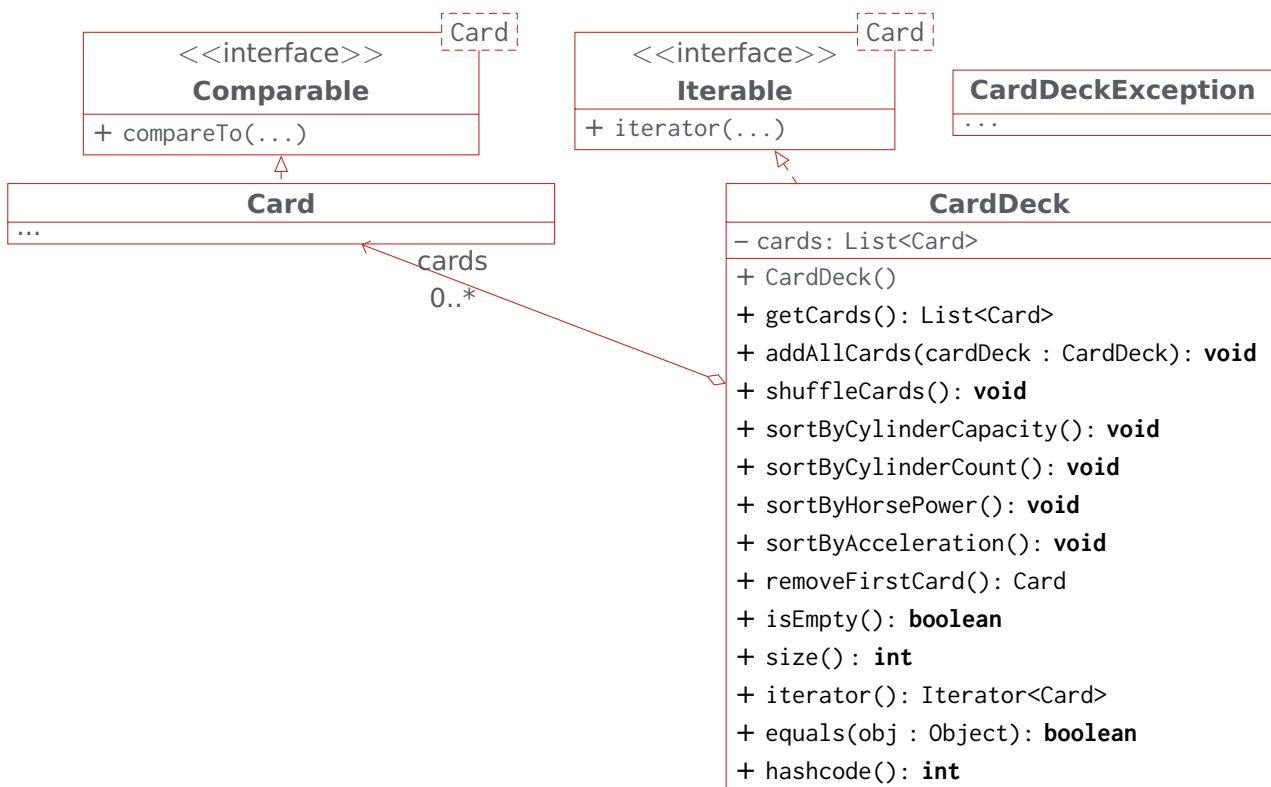 Card
<<interface>>
Comparable
+ compareTo(...)
Card
<<interface>>
Iterable
+ iterator(...)
CardDeckException
...
Card
...
cards
0..*
CardDeck
− cards: List<Card>
+ CardDeck()
+ getCards(): List<Card>
+ addAllCards(cardDeck : CardDeck): void
+ shuffleCards(): void
+ sortByCylinderCapacity(): void
+ sortByCylinderCount(): void
+ sortByHorsePower(): void
+ sortByAcceleration(): void
+ removeFirstCard(): Card
+ isEmpty(): boolean
+ size(): int
+ iterator(): Iterator<Card>
+ equals(obj : Object): boolean
+ hashcode(): int